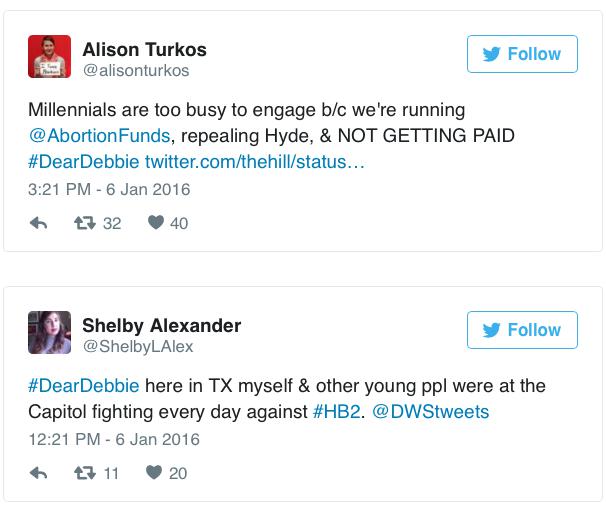 Alison Turkos
@alisonturkos
Follow
Millennials are too busy to engage b/c we're running
@AbortionFunds, repealing Hyde, & NOT GETTING PAID
#DearDebbie twitter.com/thehill/status…
3:21 PM - 6 Jan 2016
32 40
Shelby Alexander
@ShelbyLAlex
Follow
#DearDebbie here in TX myself & other young ppl were at the
Capitol fighting every day against #HB2. @DWStweets
12:21 PM - 6 Jan 2016
11 20